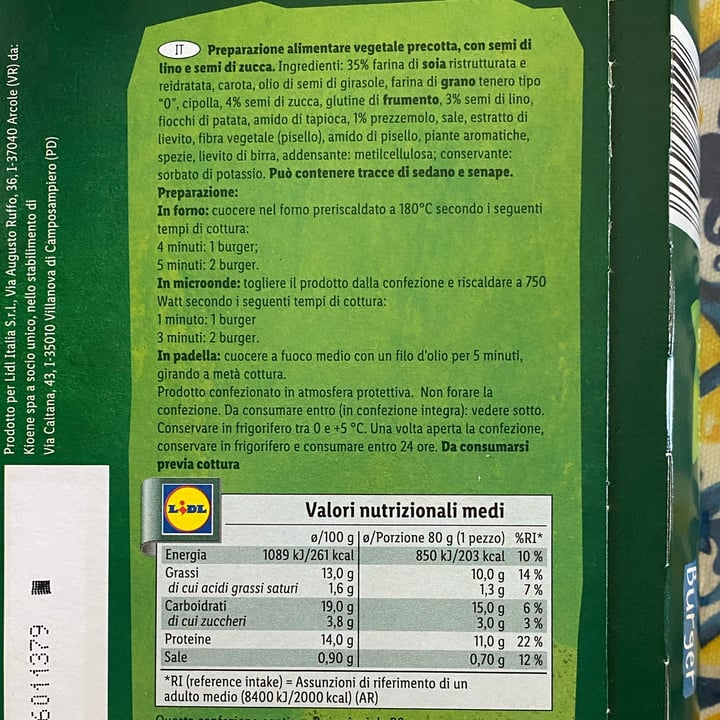 Prodotto per Lidl Italia S.r.l., Via Augusto Ruffo, 36, I-37040 Arcole (VR) da:
Kioene spa a socio unico, nello stabilimento di
Via Caltana, 43, I-35010 Villanova di Camposampiero (PD)
IT Preparazione alimentare vegetale precotta, con semi di
lino e semi di zucca. Ingredienti: 35% farina di soia ristrutturata e
reidratata, carota, olio di semi di girasole, farina di grano tenero tipo
"0", cipolla, 4% semi di zucca, glutine di frumento, 3% semi di lino,
fiocchi di patata, amido di tapioca, 1% prezzemolo, sale, estratto di
lievito, fibra vegetale (pisello), amido di pisello, piante aromatiche,
spezie, lievito di birra, addensante: metilcellulosa; conservante:
sorbato di potassio. Può contenere tracce di sedano e senape.
Preparazione:
In forno: cuocere nel forno preriscaldato a 180°C secondo i seguenti
tempi di cottura:
4 minuti: 1 burger;
5 minuti: 2 burger.
In microonde: togliere il prodotto dalla confezione e riscaldare a 750
Watt secondo i seguenti tempi di cottura:
1 minuto: 1 burger
3 minuti: 2 burger.
In padella: cuocere a fuoco medio con un filo d'olio per 5 minuti,
girando a metà cottura.
Prodotto confezionato in atmosfera protettiva. Non forare la
confezione. Da consumare entro (in confezione integra): vedere sotto.
Conservare in frigorifero tra 0 e +5 °C. Una volta aperta la confezione,
conservare in frigorifero e consumare entro 24 ore. Da consumarsi
previa cottura
LIDL
Valori nutrizionali medi
ø/100 g ø/Porzione 80 g (1 pezzo) %RI*
Energia 1089 kJ/261 kcal 850 kJ/203 kcal 10 %
Grassi 13,0 g 10,0 g 14 %
di cui acidi grassi saturi 1,6 g 1,3 g 7 %
Carboidrati 19,0 g 15,0 g 6 %
di cui zuccheri 3,8 g 3,0 g 3 %
Proteine 14,0 g 11,0 g 22 %
Sale 0,90 g 0,70 g 12 %
*RI (reference intake) = Assunzioni di riferimento di un
adulto medio (8400 kJ/2000 kcal) (AR)
6011379
Burger